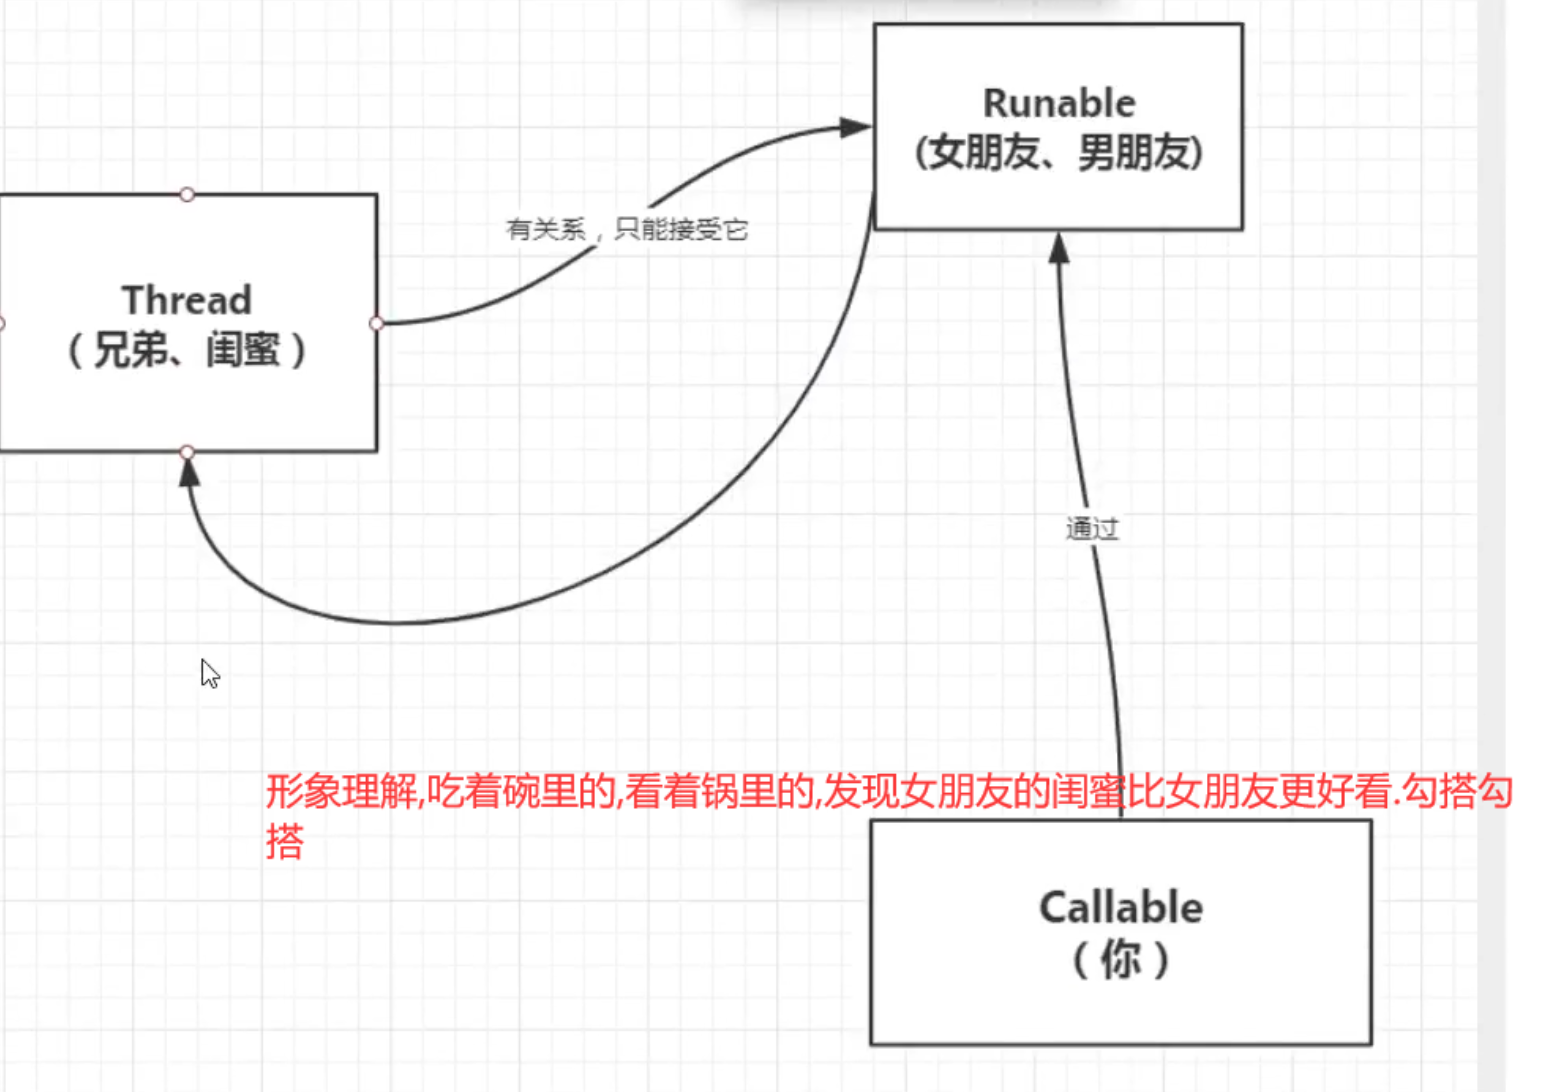 Runable
(女朋友、男朋友)
有关系，只能接受它
Thread
（兄弟、闺蜜）
通过
形象理解,吃着碗里的,看着锅里的,发现女朋友的闺蜜比女朋友更好看.勾搭勾
搭
Callable
（你）